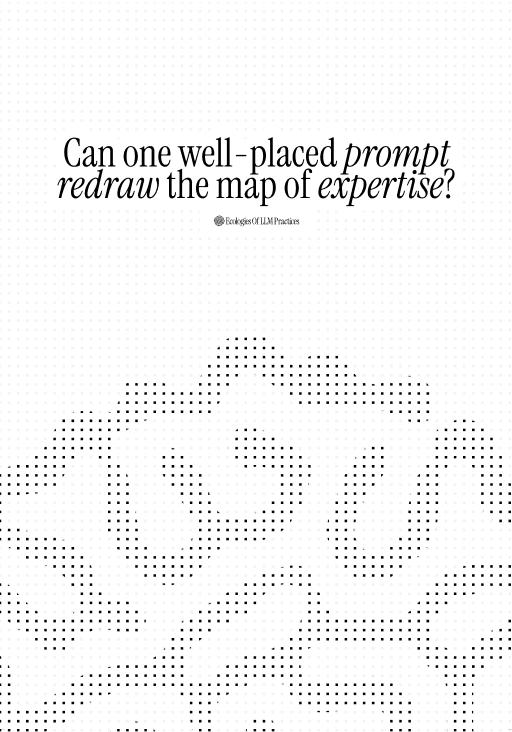 Can one well-placed prompt
redraw the map of expertise?
Ecologies Of LLM Practices